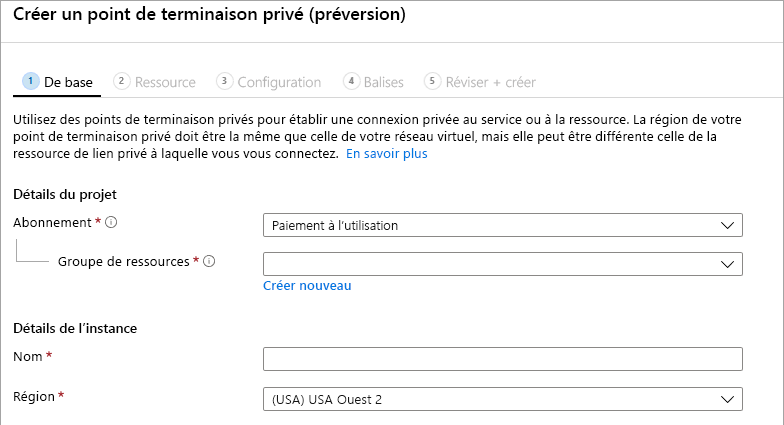 Créer un point de terminaison privé (préversion)
1 De base 2 Ressource 3 Configuration 4 Balises 5 Réviser + créer
Utilisez des points de terminaison privés pour établir une connexion privée au service ou à la ressource. La région de votre
point de terminaison privé doit être la même que celle de votre réseau virtuel, mais elle peut être différente celle de la
ressource de lien privé à laquelle vous vous connectez. En savoir plus
Détails du projet
Abonnement * Paiement à l'utilisation
Groupe de ressources *
Créer nouveau
Détails de l'instance
Nom *
Région * (USA) USA Ouest 2